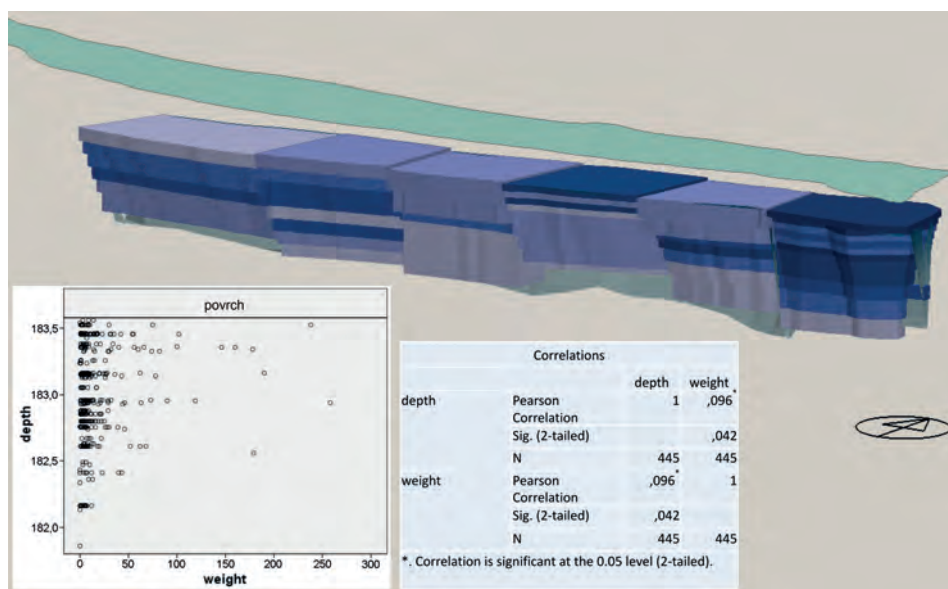 povrch
183,5
183,0
182,5
182,0
depth
0 50 100 150 200 250 300
weight
Correlations
depth weight
depth Pearson Correlation 1 ,096*
Sig. (2-tailed) ,042
N 445 445
weight Pearson Correlation ,096* 1
Sig. (2-tailed) ,042
N 445 445
*. Correlation is significant at the 0.05 level (2-tailed).